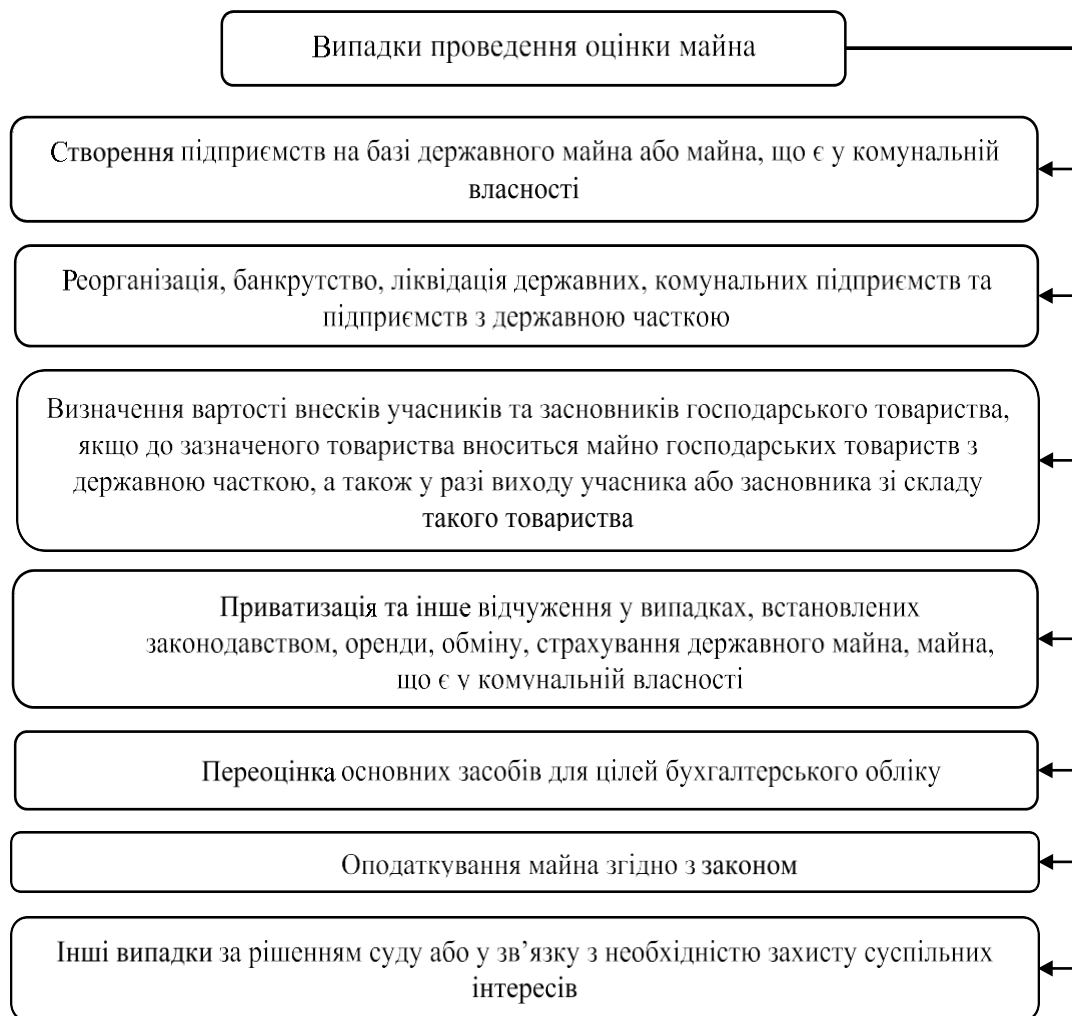 Випадки проведення оцінки майна
Створення підприємств на базі державного майна або майна, що є у комунальній
власності
Реорганізація, банкрутство, ліквідація державних, комунальних підприємств та
підприємств з державною часткою
Визначення вартості внесків учасників та засновників господарського товариства,
якщо до зазначеного товариства вноситься майно господарських товариств з
державною часткою, а також у разі виходу учасника або засновника зі складу
такого товариства
Приватизація та інше відчуження у випадках, встановлених
законодавством, оренди, обміну, страхування державного майна, майна,
що є у комунальній власності
Переоцінка основних засобів для цілей бухгалтерського обліку
Оподаткування майна згідно з законом
Інші випадки за рішенням суду або у зв’язку з необхідністю захисту суспільних
інтересів